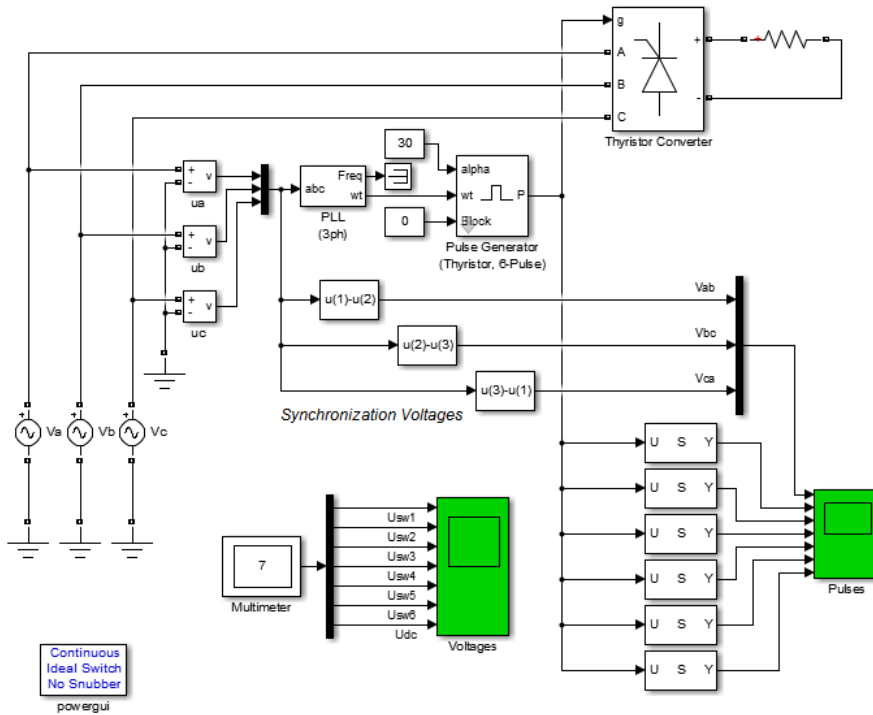 g
A
B
C
+
-
Thyristor Converter
+
+
-
v
ua
+
-
v
ub
+
-
v
uc
abc
Freq
wt
PLL
(3ph)
30
0
alpha
wt
Block
P
Pulse Generator
(Thyristor, 6-Pulse)
u(1)-u(2)
Vab
u(2)-u(3)
Vbc
u(3)-u(1)
Vca
Synchronization Voltages
+
Va
+
Vb
+
Vc
U S Y
U S Y
U S Y
U S Y
U S Y
U S Y
Pulses
7
Multimeter
Usw1
Usw2
Usw3
Usw4
Usw5
Usw6
Udc
Voltages
Continuous
Ideal Switch
No Snubber
powergui